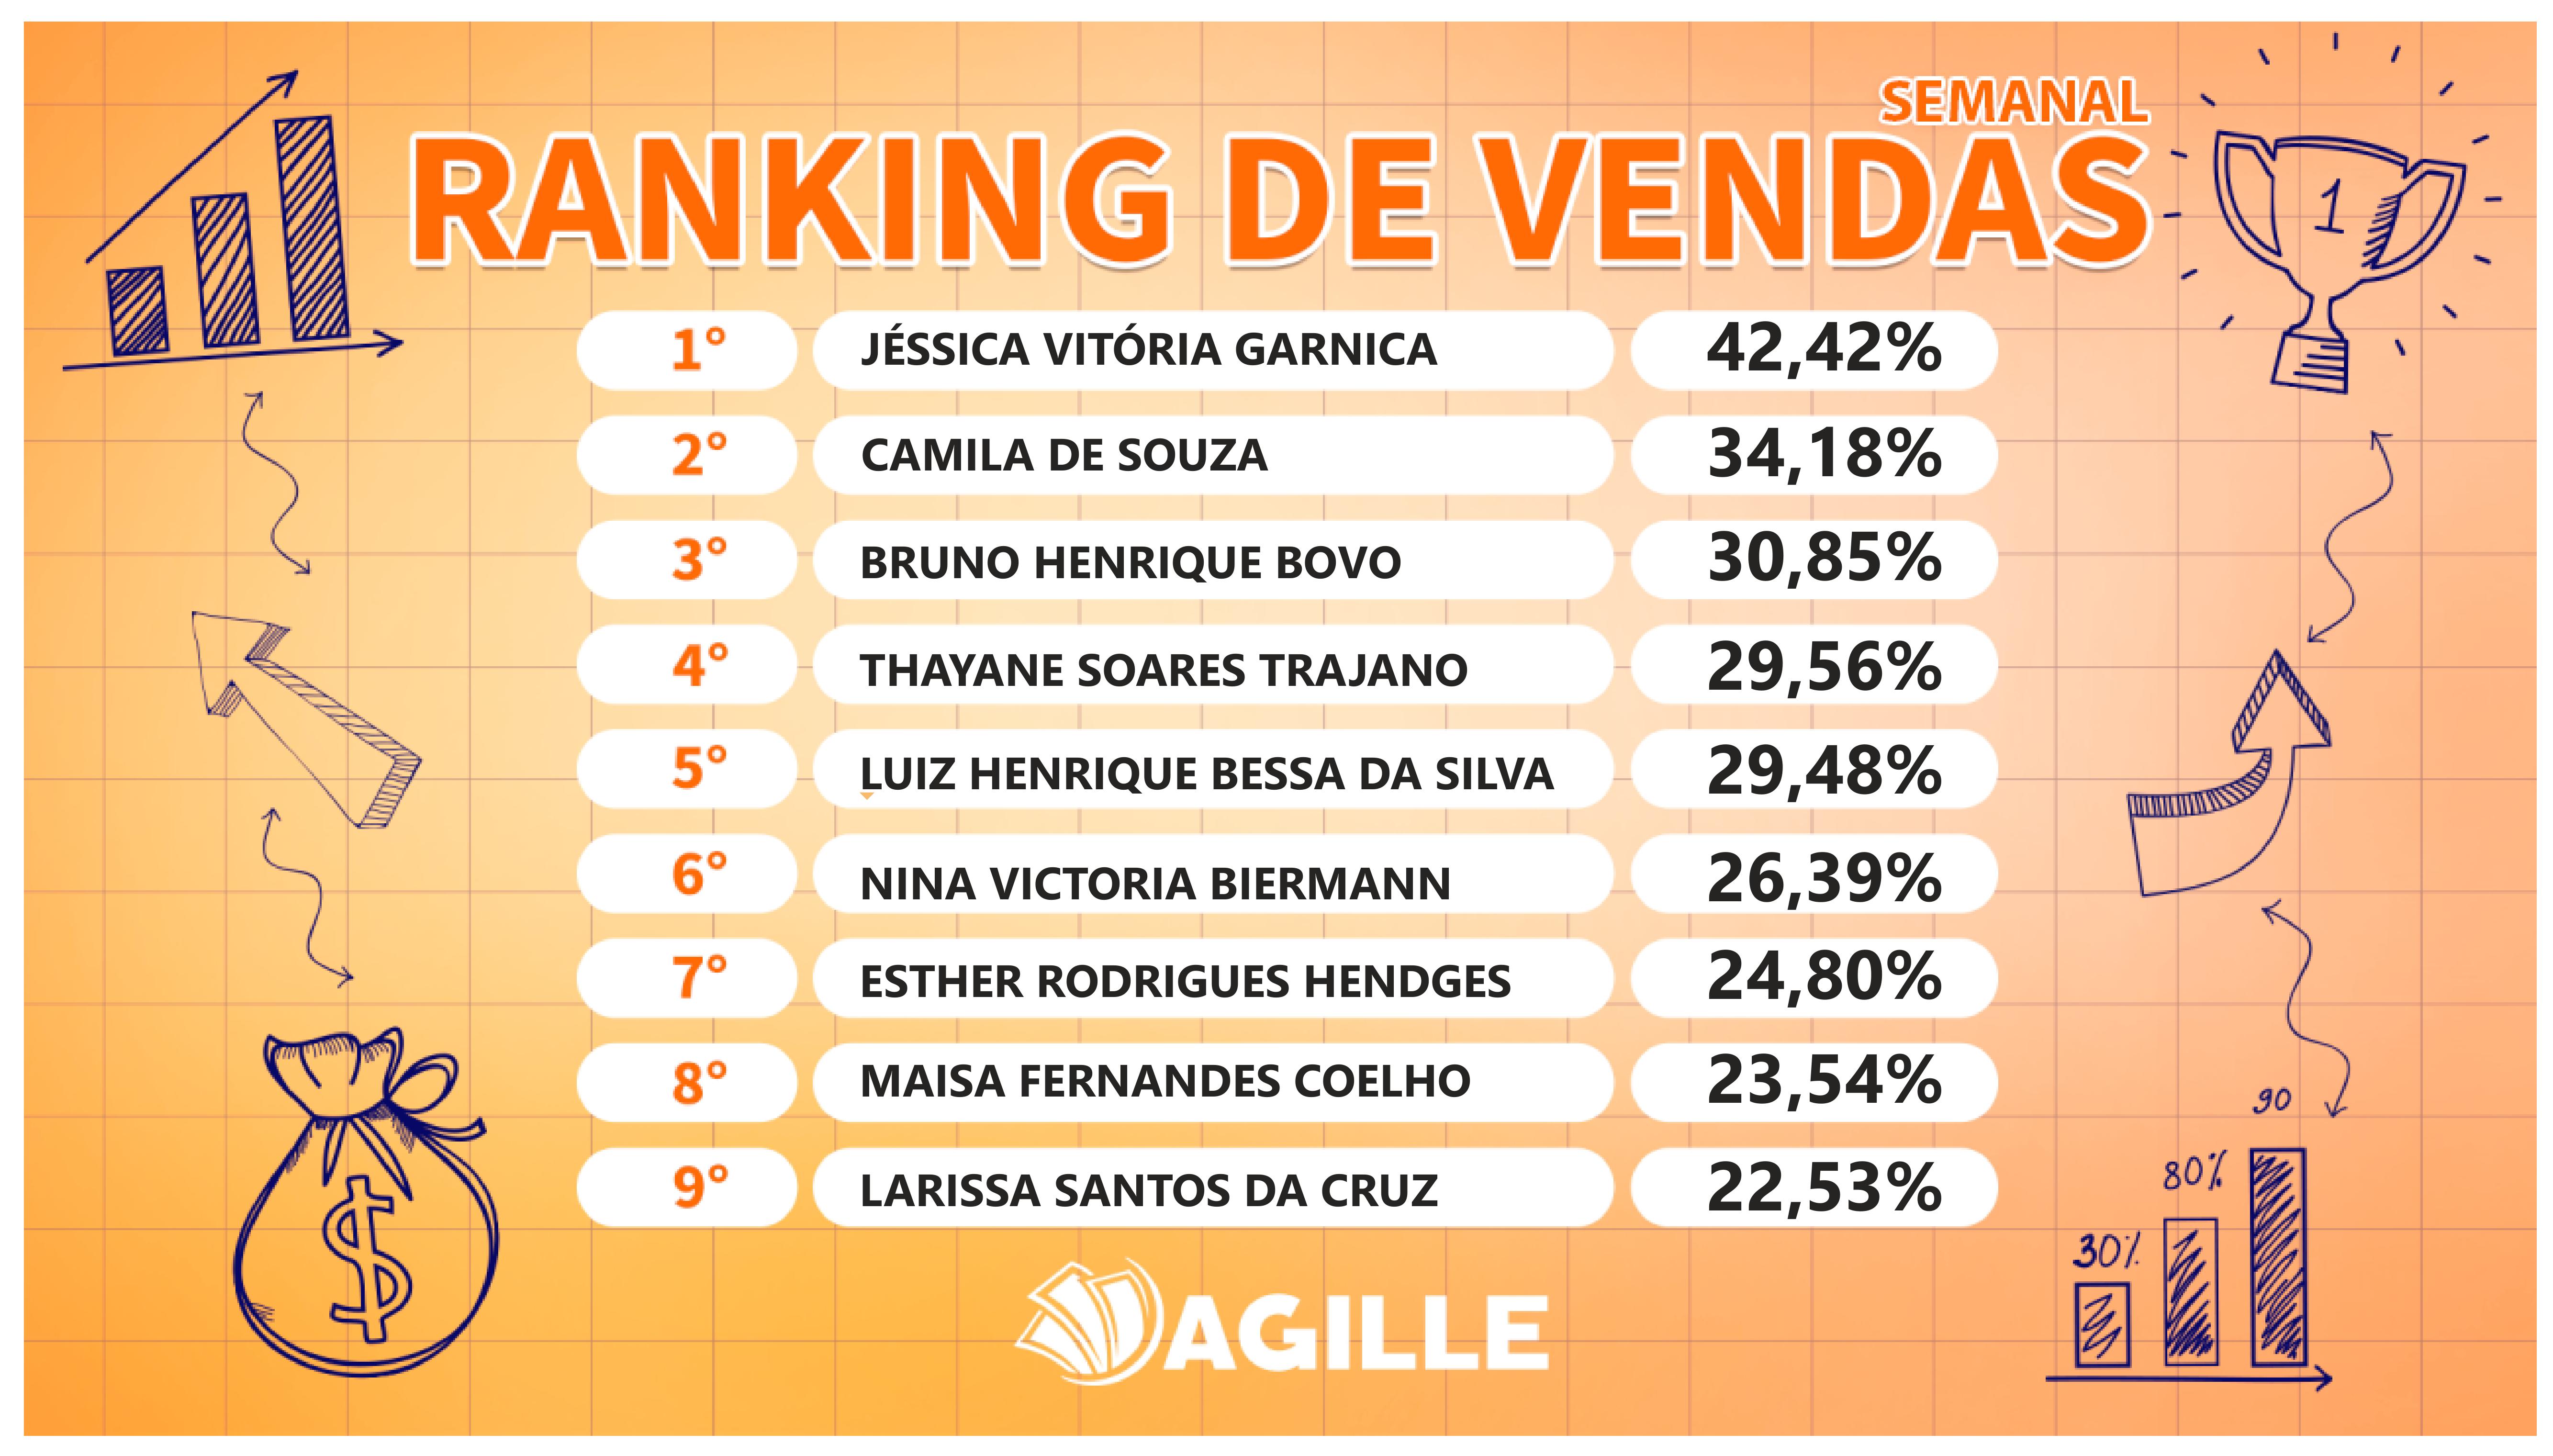 SEMANAL
RANKING DE VENDAS
1
1° JÉSSICA VITÓRIA GARNICA 42,42%
2° CAMILA DE SOUZA 34,18%
3° BRUNO HENRIQUE BOVO 30,85%
4° THAYANE SOARES TRAJANO 29,56%
5° LUIZ HENRIQUE BESSA DA SILVA 29,48%
6° NINA VICTORIA BIERMANN 26,39%
7° ESTHER RODRIGUES HENDGES 24,80%
8° MAISA FERNANDES COELHO 23,54%
9° LARISSA SANTOS DA CRUZ 22,53%
$
90
80%
30%
AGILLE